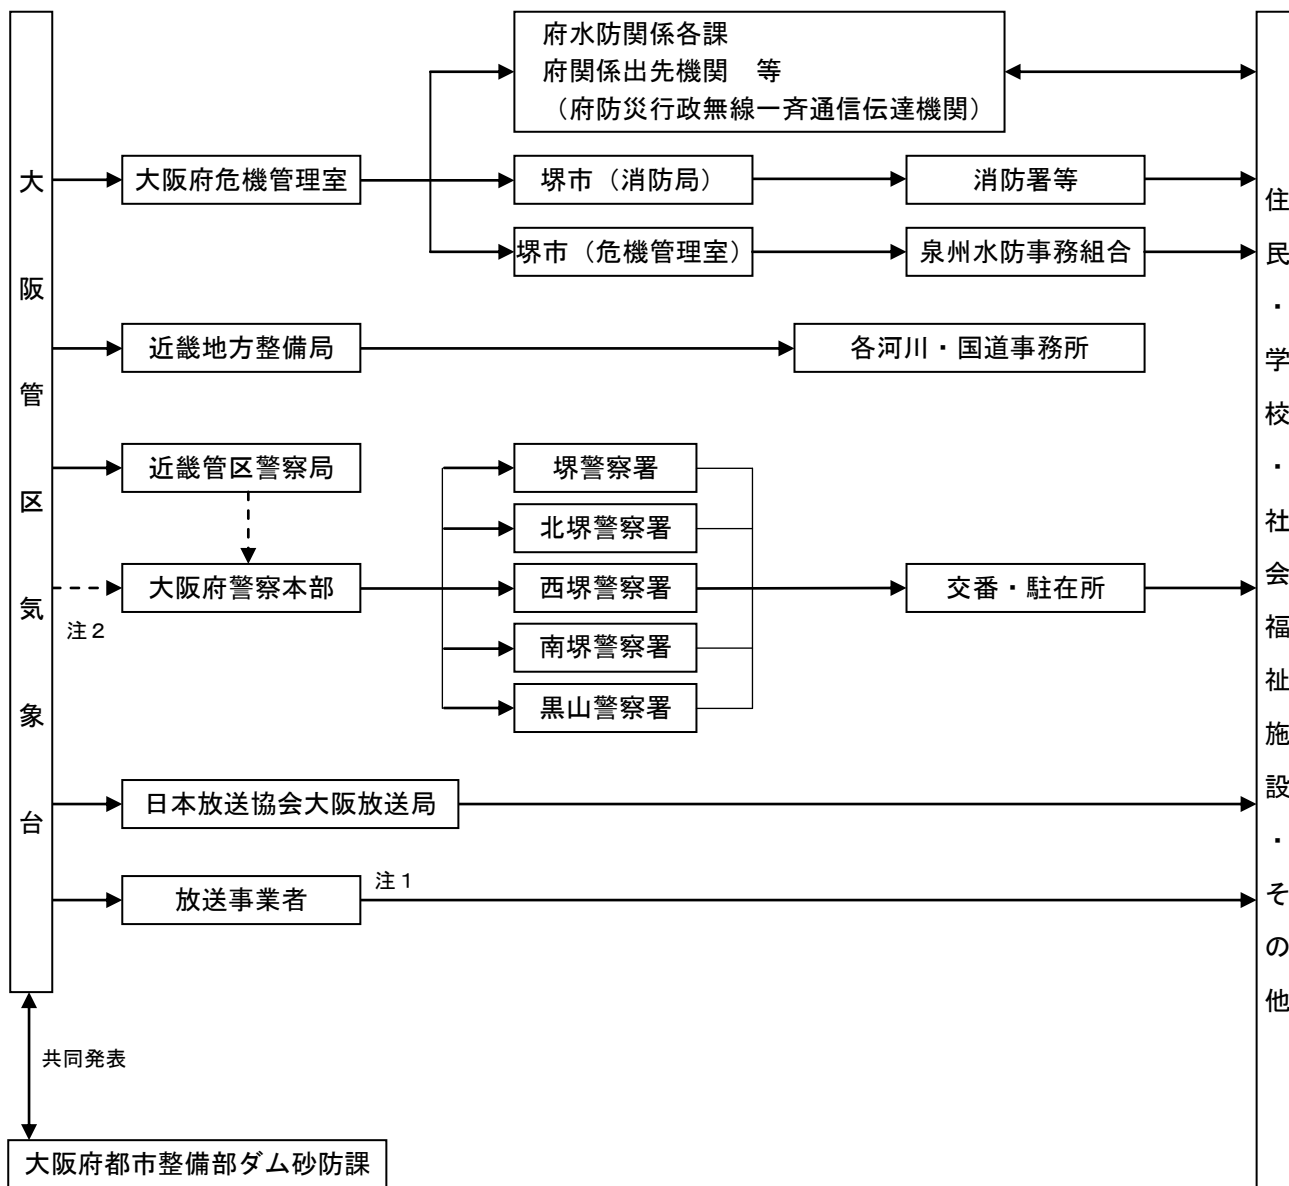 大阪管区気象台
府水防関係各課
府関係出先機関　等
（府防災行政無線一斉通信伝達機関）
大阪府危機管理室
堺市（消防局）
消防署等
堺市（危機管理室）
泉州水防事務組合
近畿地方整備局
各河川・国道事務所
近畿管区警察局
堺警察署
北堺警察署
大阪府警察本部
西堺警察署
交番・駐在所
注２
南堺警察署
黒山警察署
日本放送協会大阪放送局
放送事業者
注１
住民・学校・社会福祉施設・その他
共同発表
大阪府都市整備部ダム砂防課